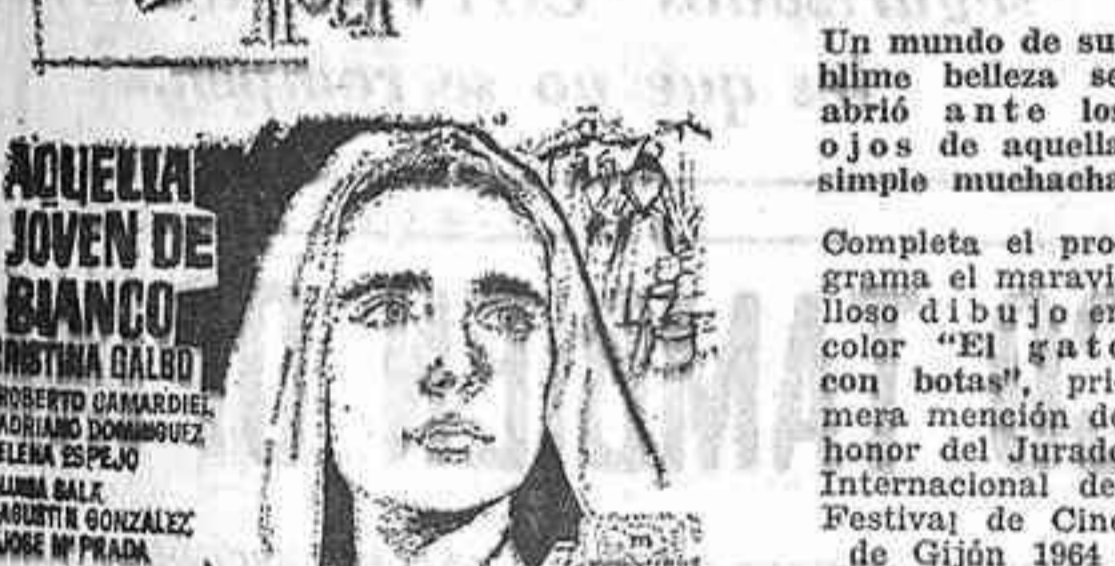 AQUELLA
JOVEN DE
BLANCO
CRISTINA GALBO
ROBERTO CAMARDIEL
ADRIANO DOMINGUEZ
ELENA ESPEJO
LUISA SALA
AGUSTIN GONZALEZ
JOSE Mª PRADA
Un mundo de su
blime belleza se
abrió ante los
ojos de aquella
simple muchacha
Completa el pro
grama el maravi
lloso dibujo en
color "El gato
con botas", pri
mera mención de
honor del Jurado
Internacional de
Festival de Cine
de Gijón 1964